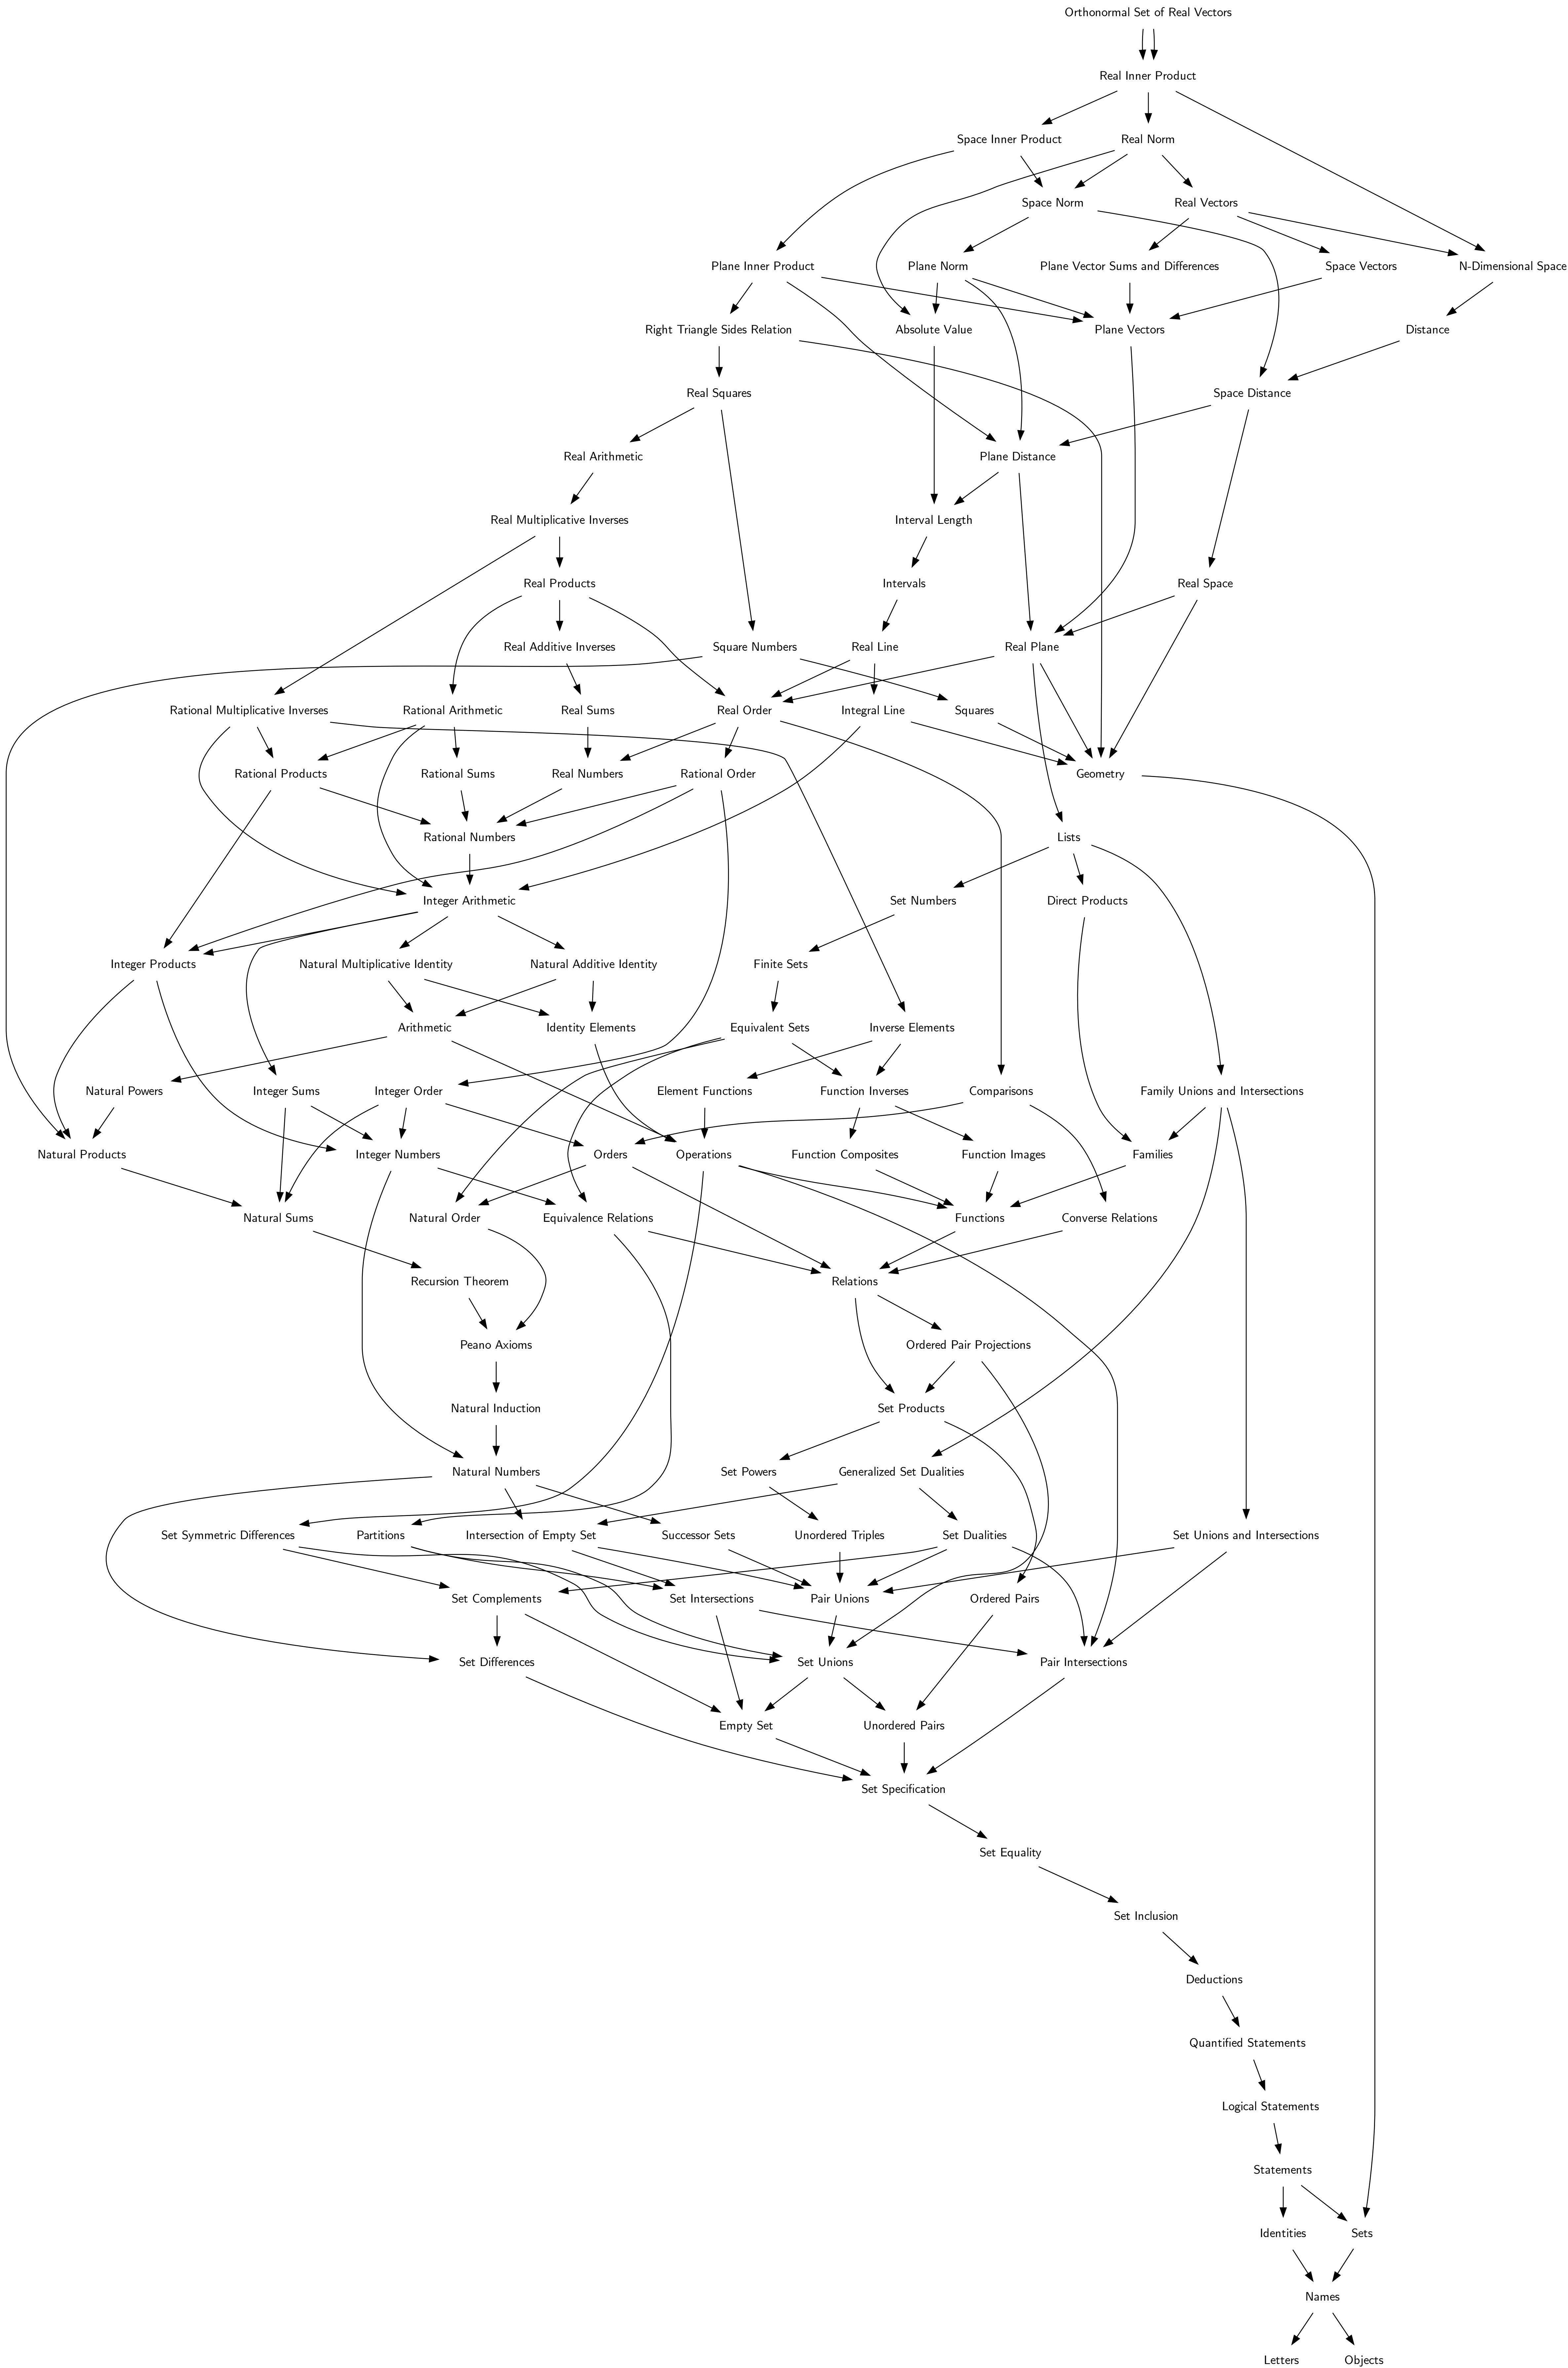 Orthonormal Set of Real Vectors
Real Inner Product
Space Inner Product
Real Norm
Space Norm
Real Vectors
Plane Inner Product
Plane Norm
Plane Vector Sums and Differences
Space Vectors
N-Dimensional Space
Right Triangle Sides Relation
Absolute Value
Plane Vectors
Distance
Real Squares
Space Distance
Real Arithmetic
Plane Distance
Real Multiplicative Inverses
Interval Length
Real Products
Intervals
Real Space
Real Additive Inverses
Square Numbers
Real Line
Real Plane
Rational Multiplicative Inverses
Rational Arithmetic
Real Sums
Real Order
Integral Line
Squares
Rational Products
Rational Sums
Real Numbers
Rational Order
Geometry
Rational Numbers
Lists
Integer Arithmetic
Set Numbers
Direct Products
Integer Products
Natural Multiplicative Identity
Natural Additive Identity
Finite Sets
Arithmetic
Identity Elements
Equivalent Sets
Inverse Elements
Natural Powers
Integer Sums
Integer Order
Element Functions
Function Inverses
Comparisons
Family Unions and Intersections
Natural Products
Integer Numbers
Orders
Operations
Function Composites
Function Images
Families
Natural Sums
Natural Order
Equivalence Relations
Functions
Converse Relations
Recursion Theorem
Relations
Peano Axioms
Ordered Pair Projections
Natural Induction
Set Products
Natural Numbers
Set Powers
Generalized Set Dualities
Set Symmetric Differences
Partitions
Intersection of Empty Set
Successor Sets
Unordered Triples
Set Dualities
Set Unions and Intersections
Set Complements
Set Intersections
Pair Unions
Ordered Pairs
Set Differences
Set Unions
Pair Intersections
Empty Set
Unordered Pairs
Set Specification
Set Equality
Set Inclusion
Deductions
Quantified Statements
Logical Statements
Statements
Identities
Sets
Names
Letters
Objects